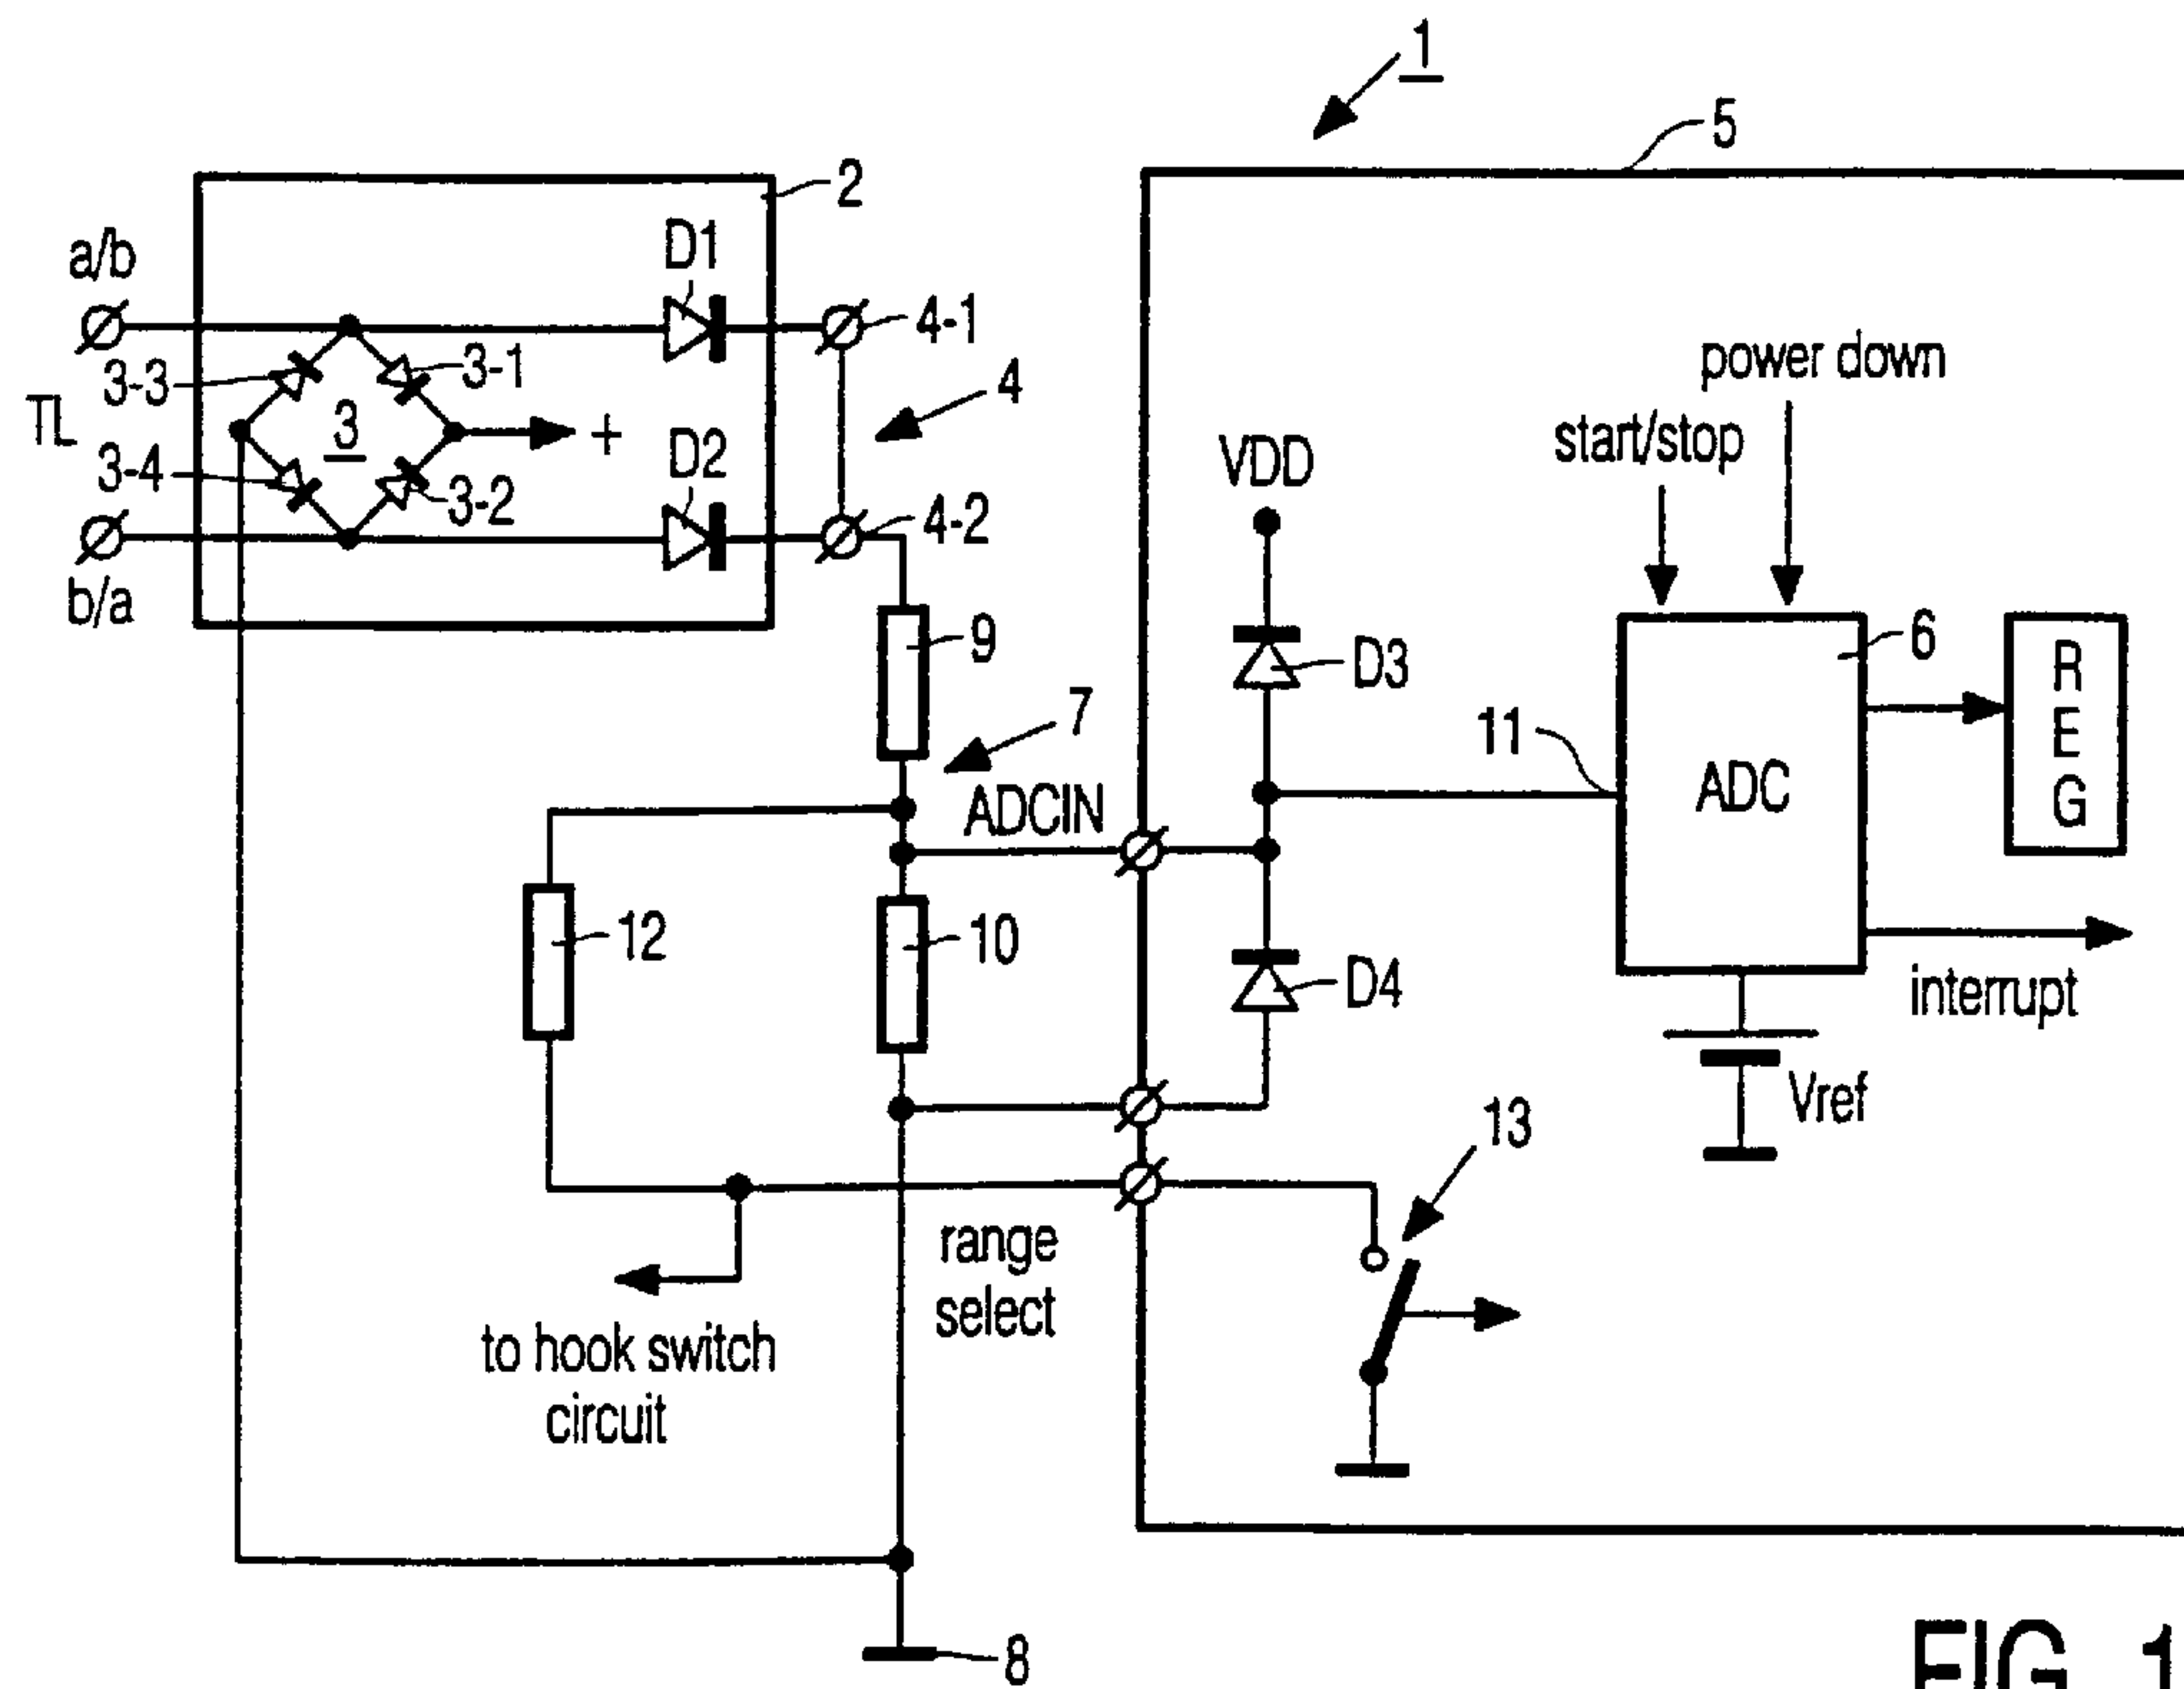 1
5
2
a/b
D1
4-1
3-3
3-1
4
TL
3
+
D2
3-4
3-2
4-2
b/a
power down
start/stop
VDD
9
D3
6
R
E
G
7
11
ADCIN
ADC
12
10
D4
interrupt
Vref
13
range
select
to hook switch
circuit
8
FIG. 1